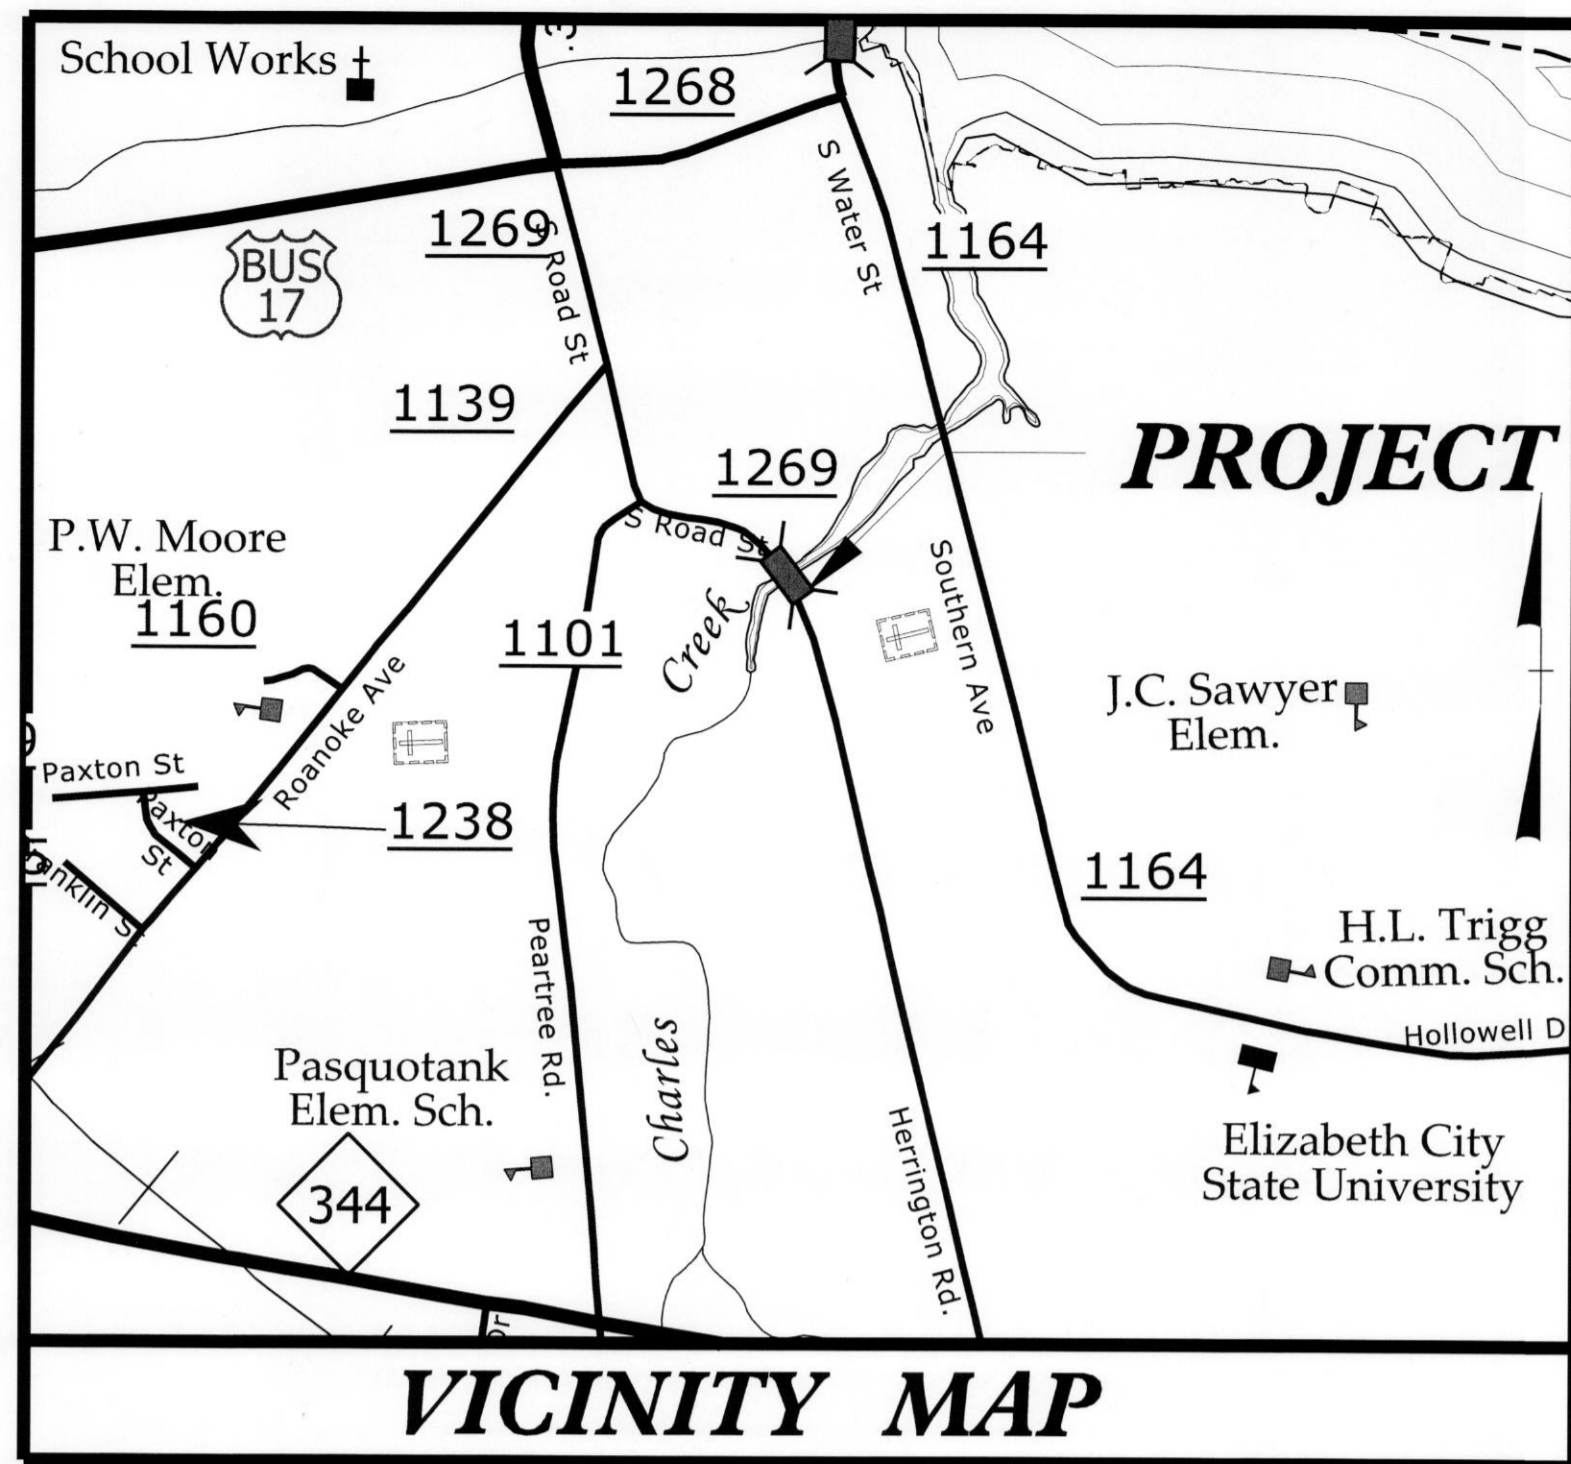 School Works
1268
1269
S Road St
S Water St
1164
BUS
17
1139
1269
PROJECT
P.W. Moore
Elem.
1160
S Road St
1101
Creek
Southern Ave
J.C. Sawyer
Elem.
Roanoke Ave
Paxton St
Paxton
St
1238
1164
Peartree Rd.
H.L. Trigg
Comm. Sch.
Hollowell D
Pasquotank
Elem. Sch.
Charles
344
Herrington Rd.
Elizabeth City
State University
VICINITY MAP